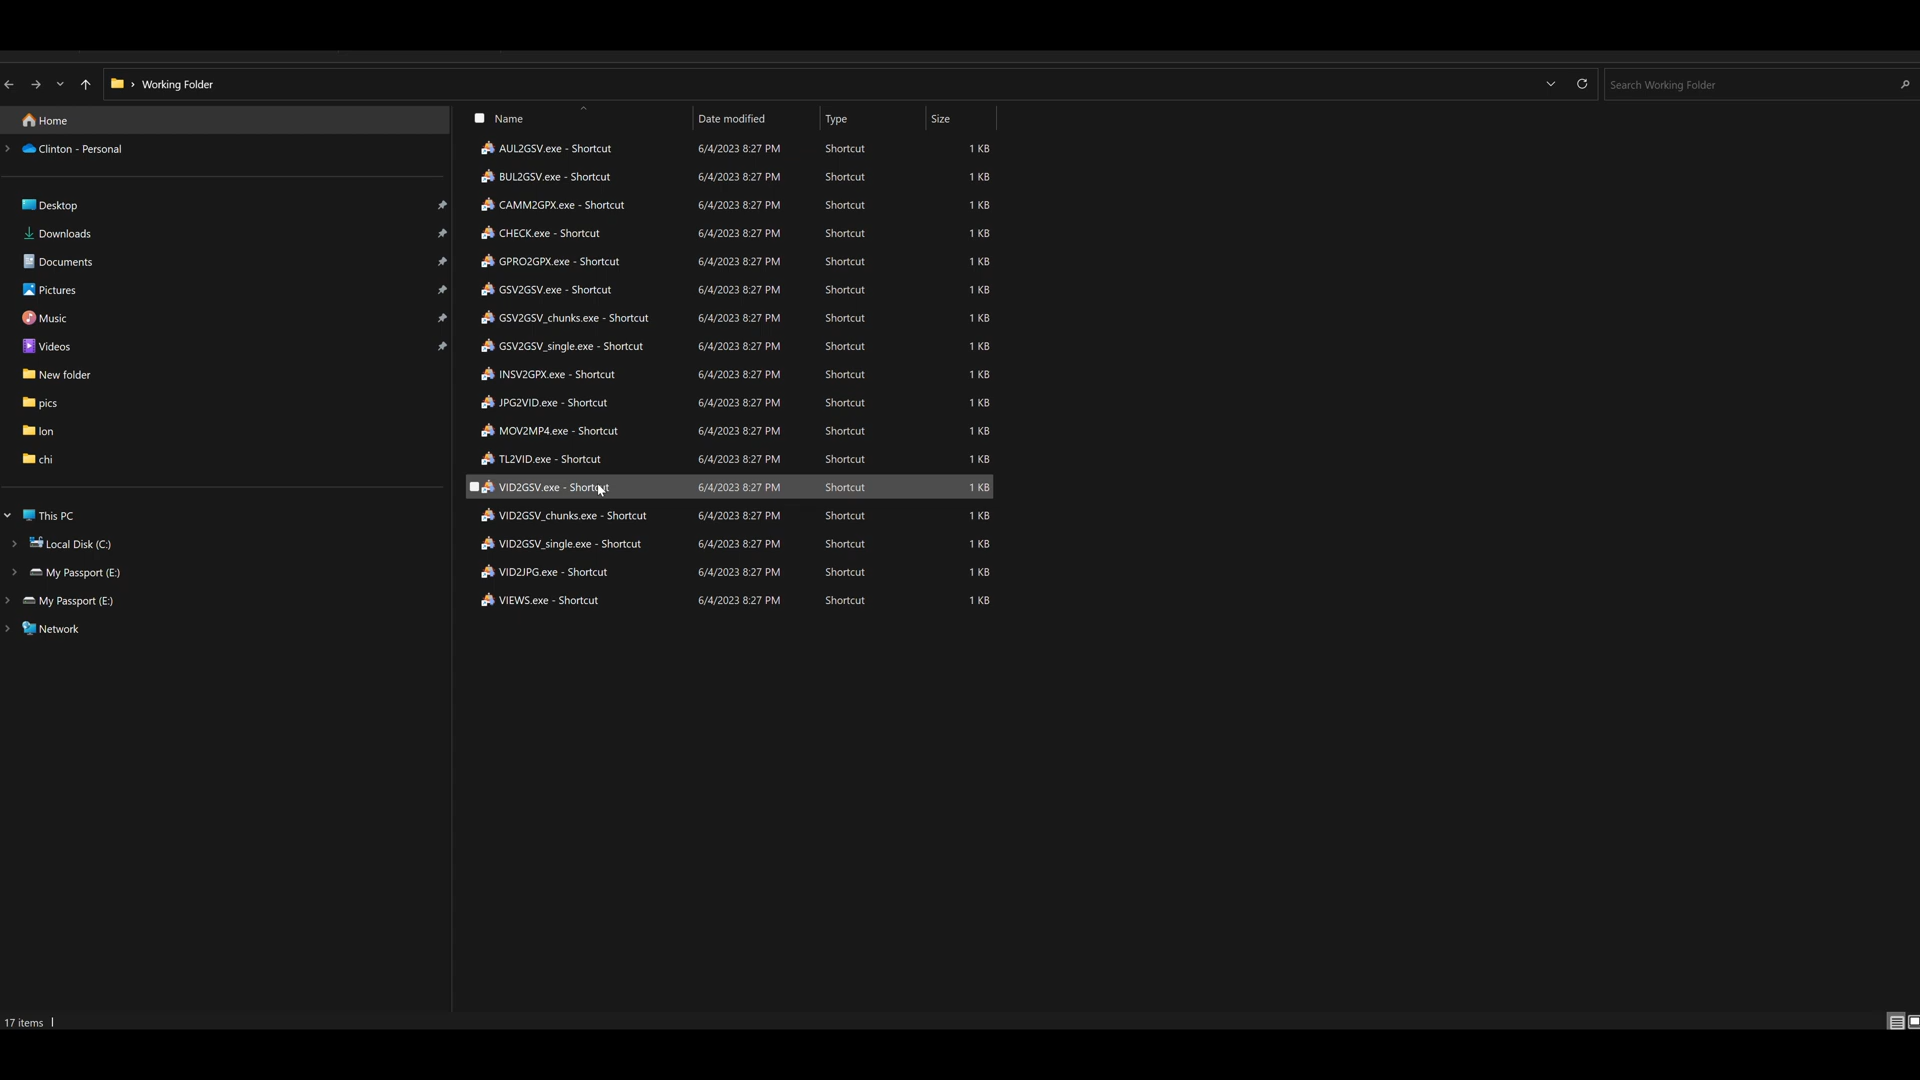 Working Folder
Search Working Folder
Home
Clinton - Personal
Desktop
Downloads
Documents
Pictures
Music
Videos
New folder
pics
lon
chi
This PC
Local Disk (C:)
My Passport (E:)
My Passport (E:)
Network
Name Date modified Type Size
AUL2GSV.exe - Shortcut 6/4/2023 8:27 PM Shortcut 1 KB
BUL2GSV.exe - Shortcut 6/4/2023 8:27 PM Shortcut 1 KB
CAMM2GPX.exe - Shortcut 6/4/2023 8:27 PM Shortcut 1 KB
CHECK.exe - Shortcut 6/4/2023 8:27 PM Shortcut 1 KB
GPRO2GPX.exe - Shortcut 6/4/2023 8:27 PM Shortcut 1 KB
GSV2GSV.exe - Shortcut 6/4/2023 8:27 PM Shortcut 1 KB
GSV2GSV_chunks.exe - Shortcut 6/4/2023 8:27 PM Shortcut 1 KB
GSV2GSV_single.exe - Shortcut 6/4/2023 8:27 PM Shortcut 1 KB
INSV2GPX.exe - Shortcut 6/4/2023 8:27 PM Shortcut 1 KB
JPG2VID.exe - Shortcut 6/4/2023 8:27 PM Shortcut 1 KB
MOV2MP4.exe - Shortcut 6/4/2023 8:27 PM Shortcut 1 KB
TL2VID.exe - Shortcut 6/4/2023 8:27 PM Shortcut 1 KB
VID2GSV.exe - Shortcut 6/4/2023 8:27 PM Shortcut 1 KB
VID2GSV_chunks.exe - Shortcut 6/4/2023 8:27 PM Shortcut 1 KB
VID2GSV_single.exe - Shortcut 6/4/2023 8:27 PM Shortcut 1 KB
VID2JPG.exe - Shortcut 6/4/2023 8:27 PM Shortcut 1 KB
VIEWS.exe - Shortcut 6/4/2023 8:27 PM Shortcut 1 KB
17 items